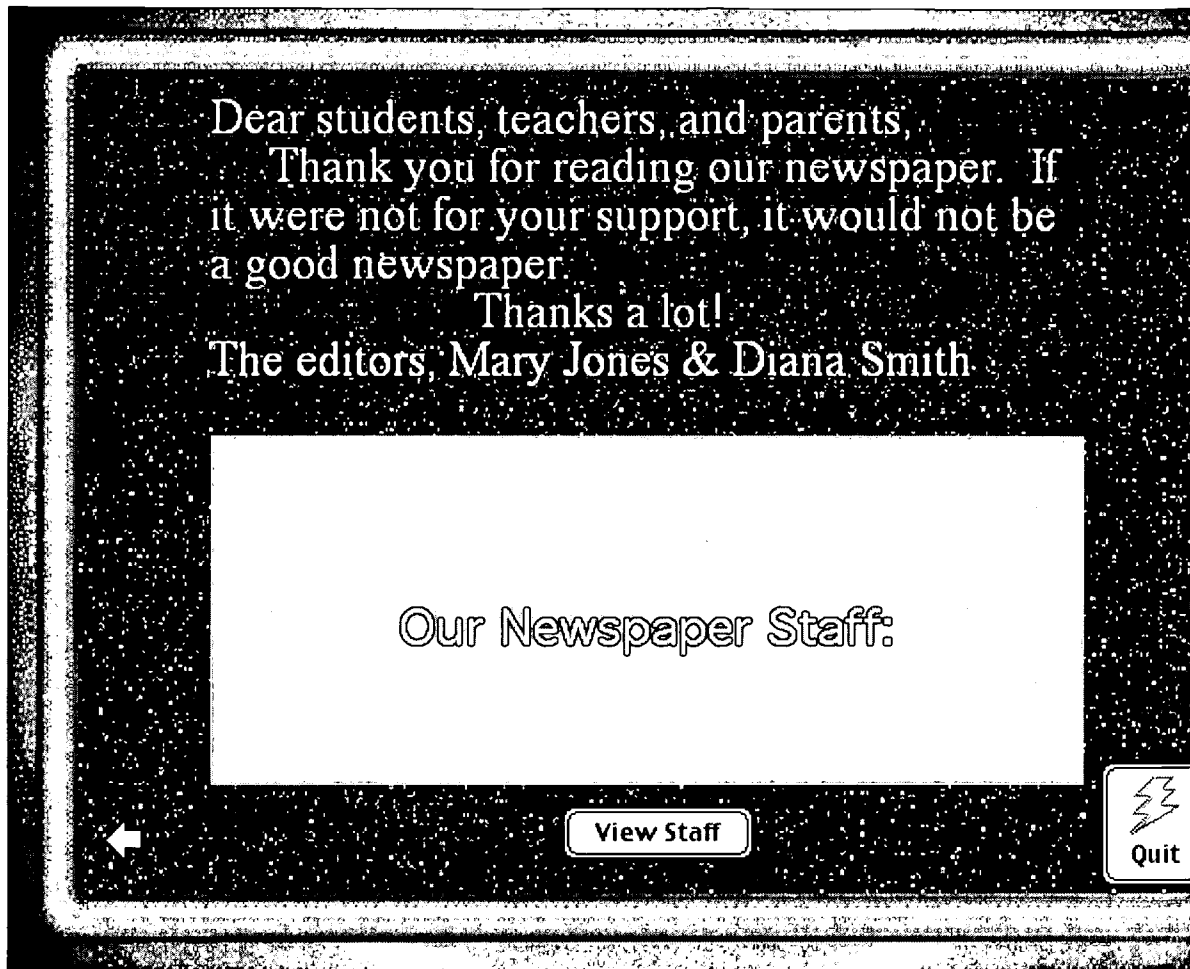 Dear students, teachers, and parents,
Thank you for reading our newspaper. If
it were not for your support, it would not be
a good newspaper.
Thanks a lot!
The editors, Mary Jones & Diana Smith
Our Newspaper Staff:
View Staff
Quit